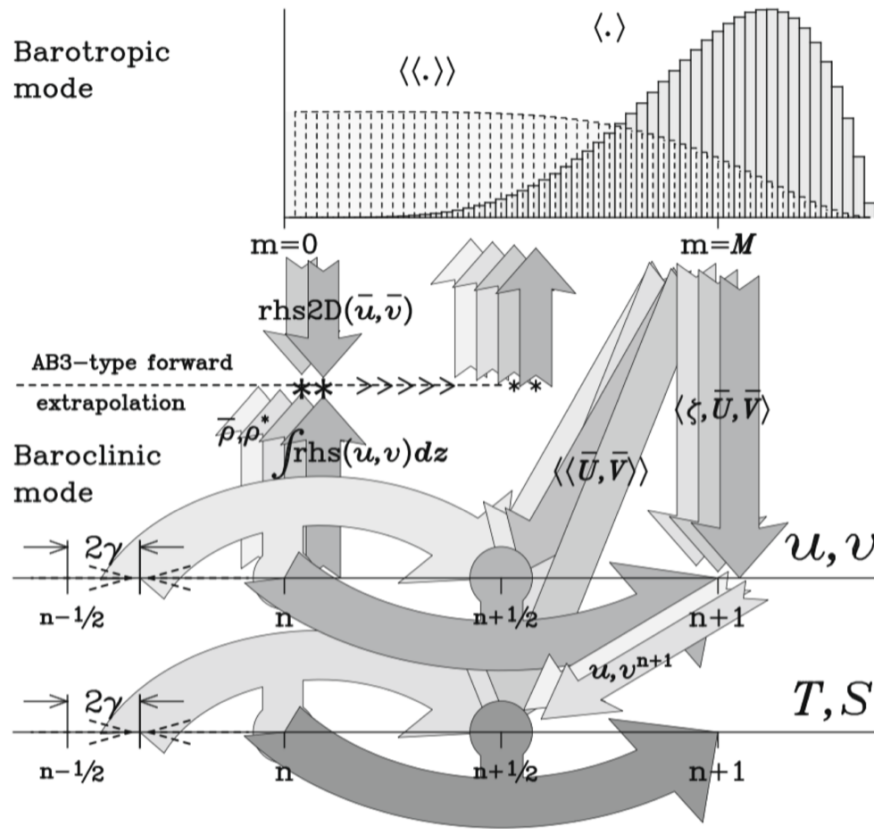 Barotropic
mode
⟨⟨.⟩⟩
⟨.⟩
m=0
m=M
rhs2D(ū,v̄)
AB3-type forward
extrapolation
ρ̄,ρ*
∫rhs(u,v)dz
⟨ζ,Ū,V̄⟩
⟨⟨Ū,V̄⟩⟩
Baroclinic
mode
2γ
u,v
n-1/2
n
n+1/2
n+1
u,vⁿ⁺¹
2γ
T,S
n-1/2
n
n+1/2
n+1